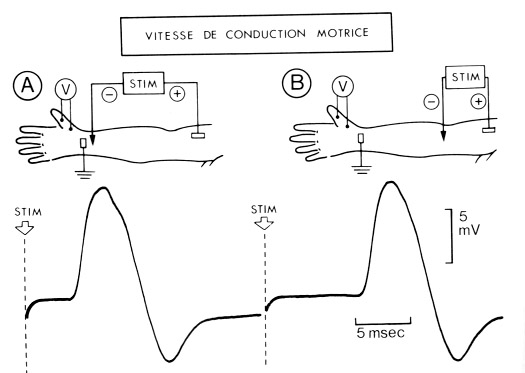 VITESSE DE CONDUCTION MOTRICE
A
V
STIM
−
+
B
V
STIM
−
+
STIM
STIM
5
mV
5 msec